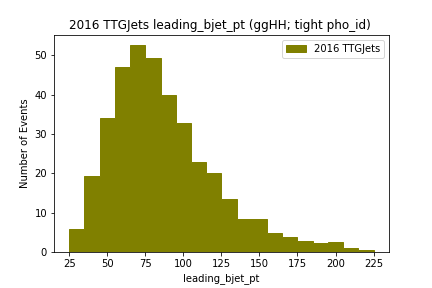 2016 TTGJets leading_bjet_pt (ggHH; tight pho_id)
2016 TTGJets
Number of Events
50
40
30
20
10
0
25 50 75 100 125 150 175 200 225
leading_bjet_pt